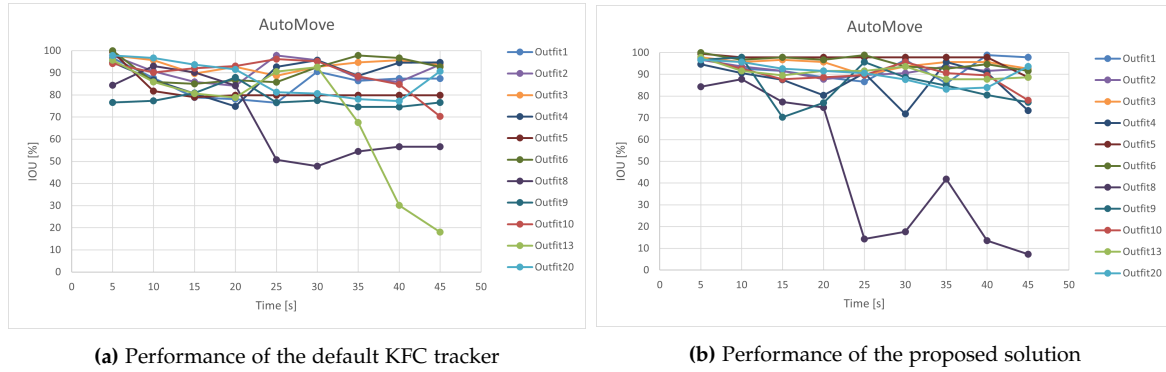 AutoMove
100
90
80
70
60
50
40
30
20
10
0
IOU [%]
0 5 10 15 20 25 30 35 40 45 50
Time [s]
Outfit1
Outfit2
Outfit3
Outfit4
Outfit5
Outfit6
Outfit8
Outfit9
Outfit10
Outfit13
Outfit20
(a) Performance of the default KFC tracker
AutoMove
100
90
80
70
60
50
40
30
20
10
0
IOU [%]
0 5 10 15 20 25 30 35 40 45 50
Time [s]
Outfit1
Outfit2
Outfit3
Outfit4
Outfit5
Outfit6
Outfit8
Outfit9
Outfit10
Outfit13
Outfit20
(b) Performance of the proposed solution